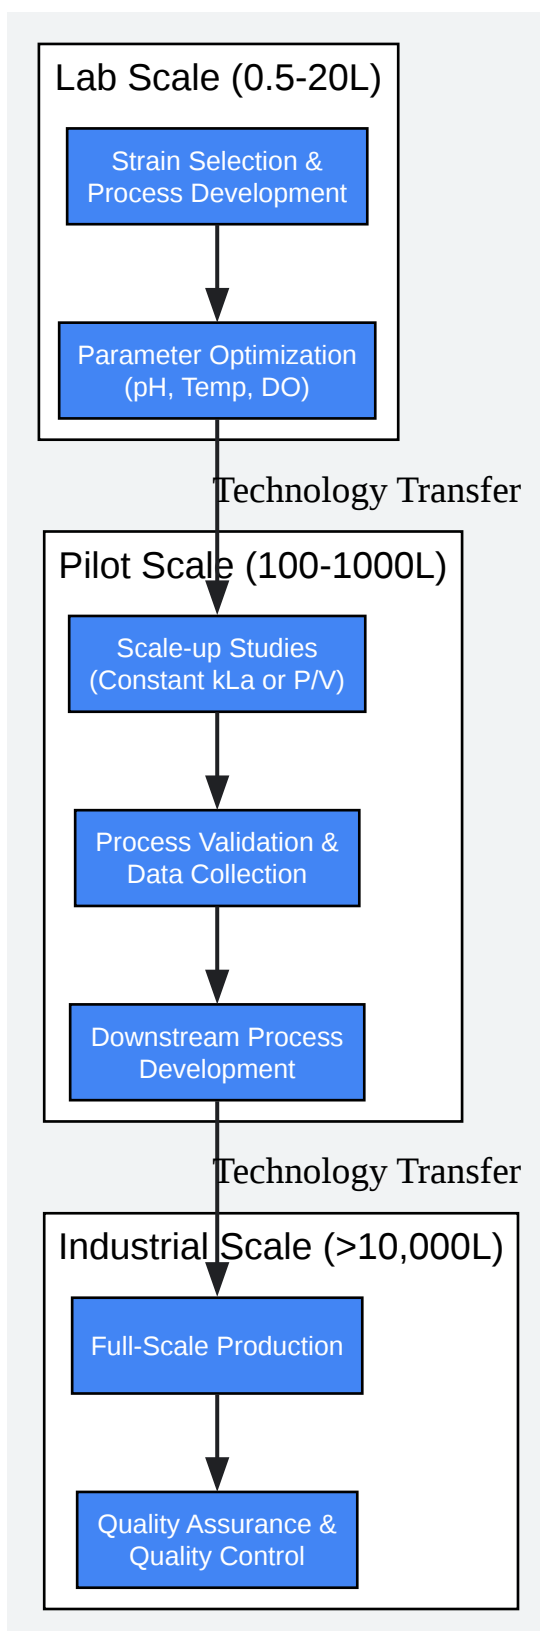 Lab Scale (0.5-20L)
Strain Selection &
Process Development
Parameter Optimization
(pH, Temp, DO)
Technology Transfer
Pilot Scale (100-1000L)
Scale-up Studies
(Constant kLa or P/V)
Process Validation &
Data Collection
Downstream Process
Development
Technology Transfer
Industrial Scale (>10,000L)
Full-Scale Production
Quality Assurance &
Quality Control